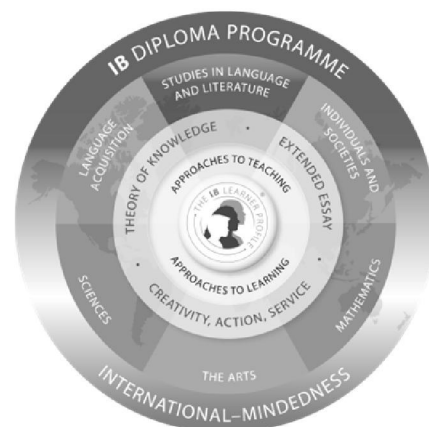 IB DIPLOMA PROGRAMME
STUDIES IN LANGUAGE
AND LITERATURE
LANGUAGE
ACQUISITION
INDIVIDUALS AND
SOCIETIES
THEORY OF KNOWLEDGE
EXTENDED ESSAY
APPROACHES TO TEACHING
THE IB LEARNER PROFILE
APPROACHES TO LEARNING
CREATIVITY, ACTION, SERVICE
SCIENCES
MATHEMATICS
THE ARTS
INTERNATIONAL–MINDEDNESS